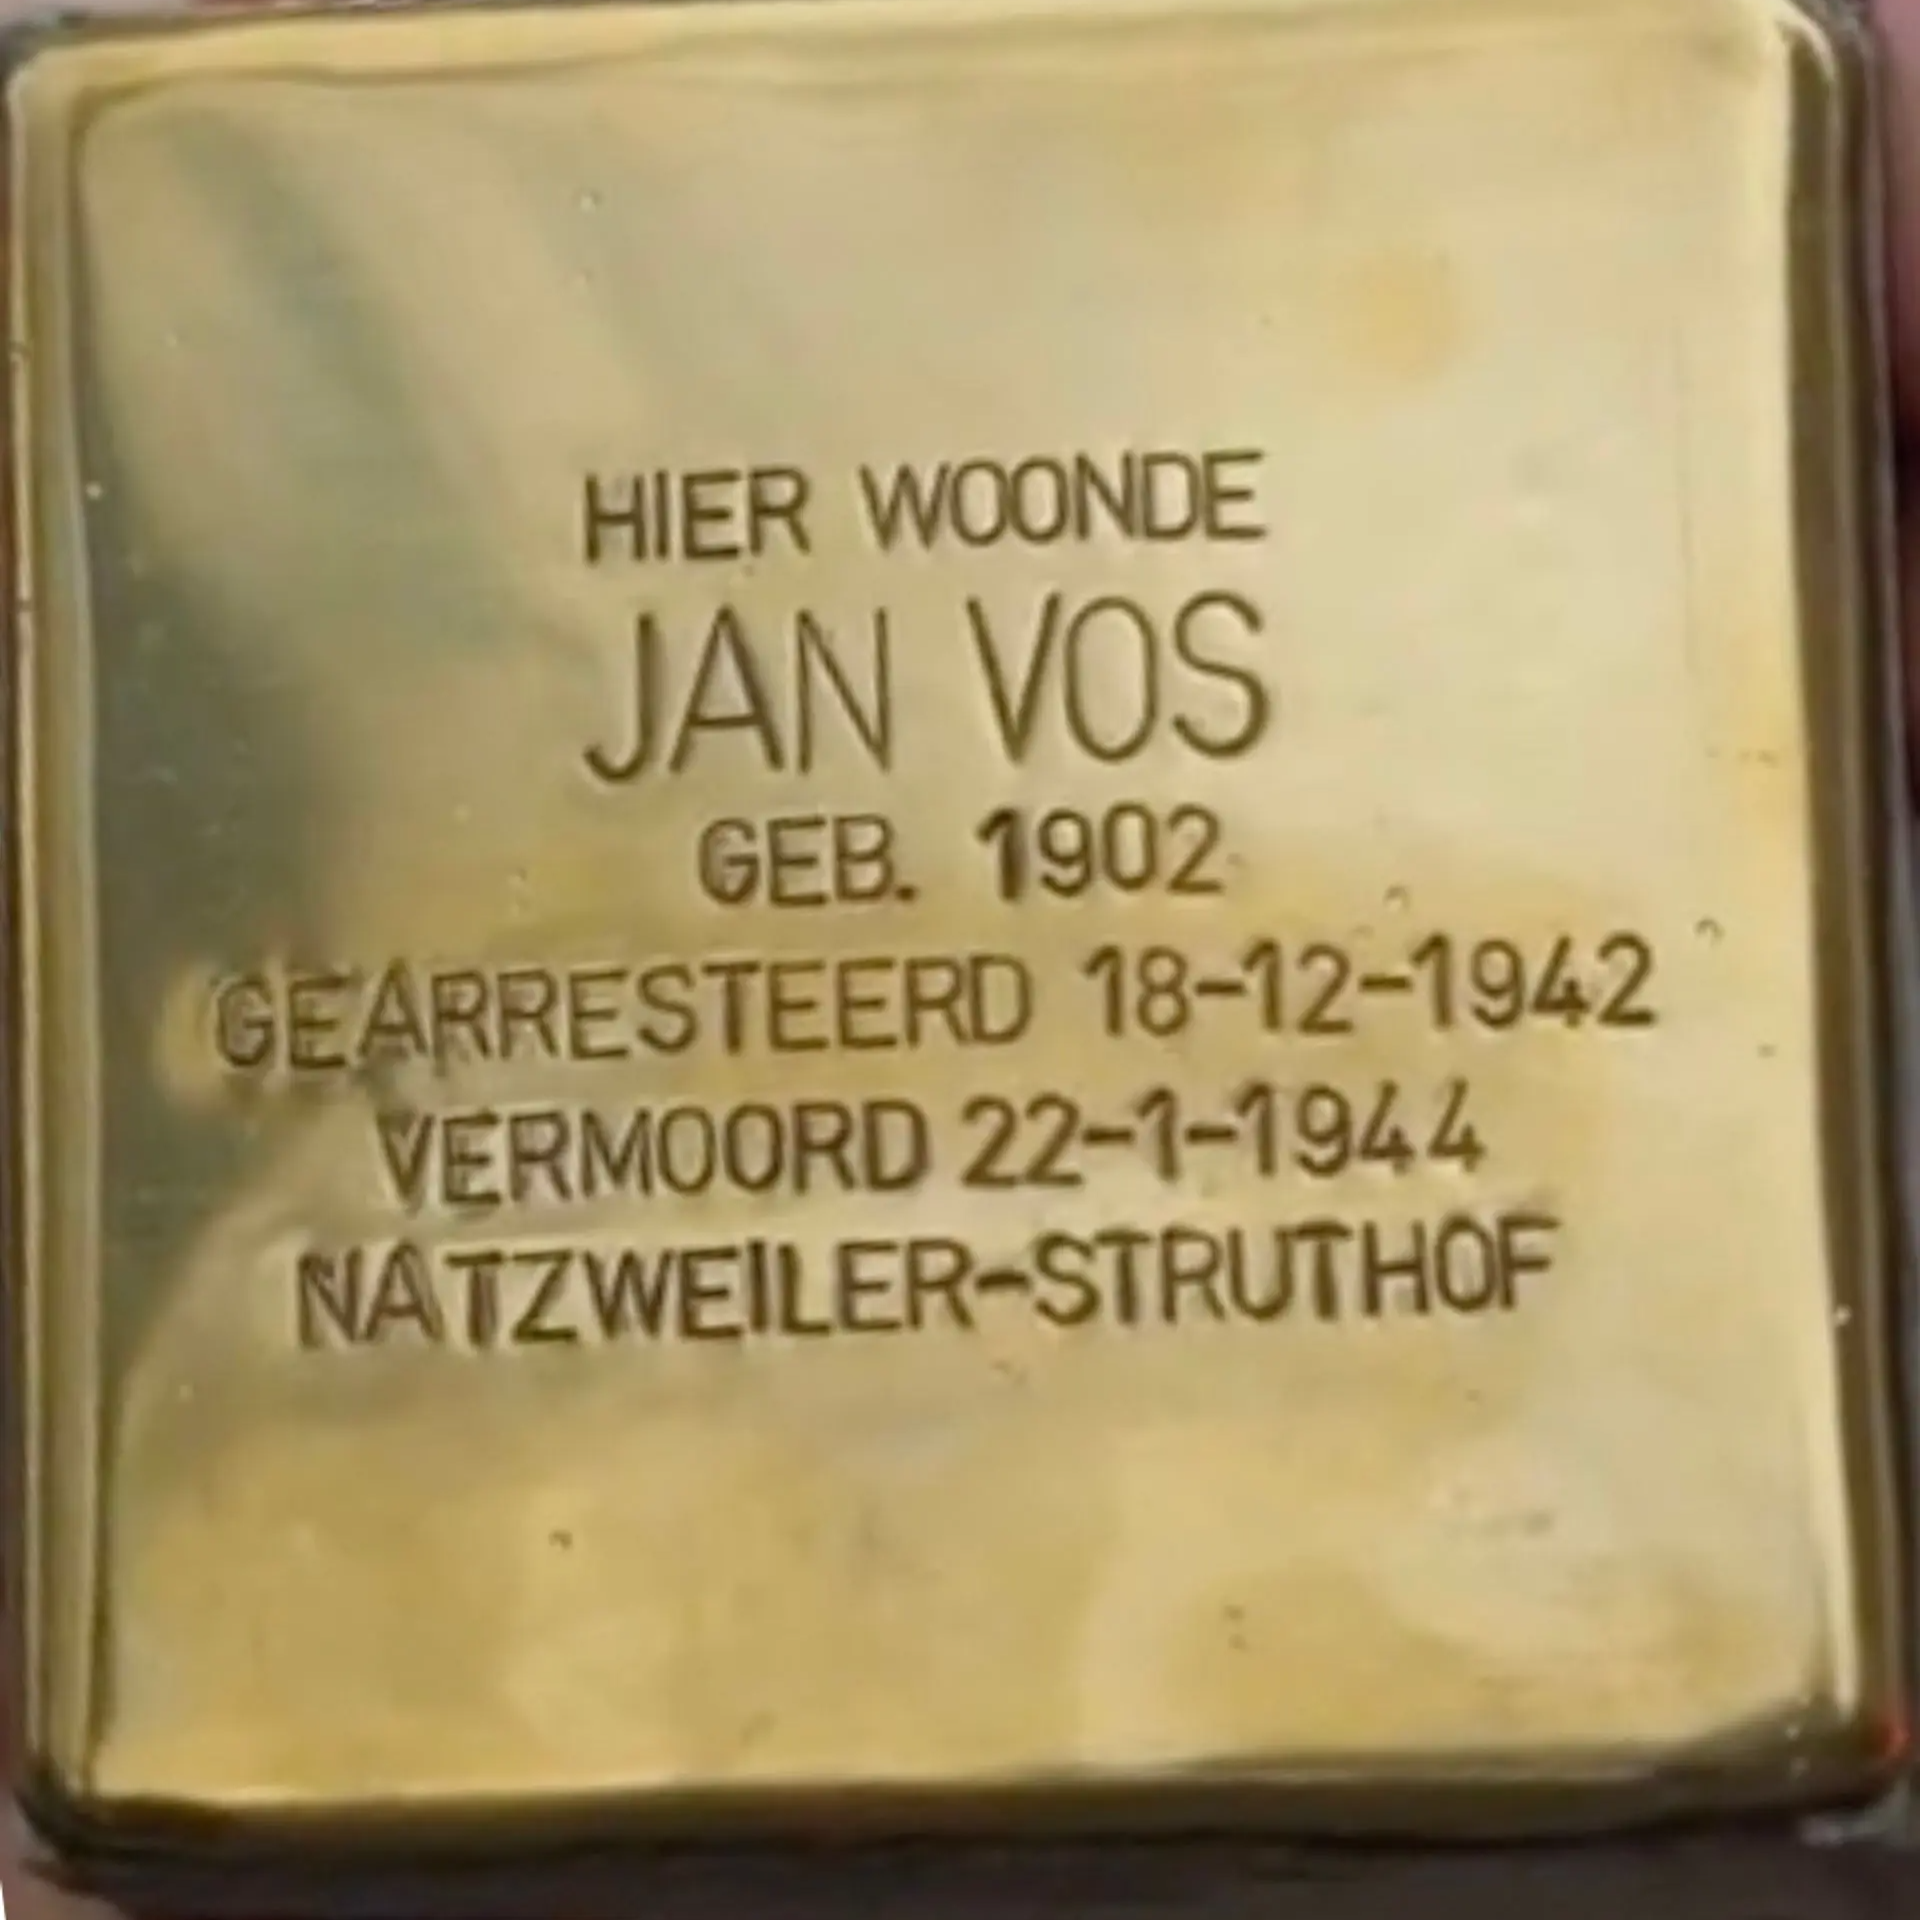 HIER WOONDE
JAN VOS
GEB. 1902
GEARRESTEERD 18-12-1942
VERMOORD 22-1-1944
NATZWEILER-STRUTHOF